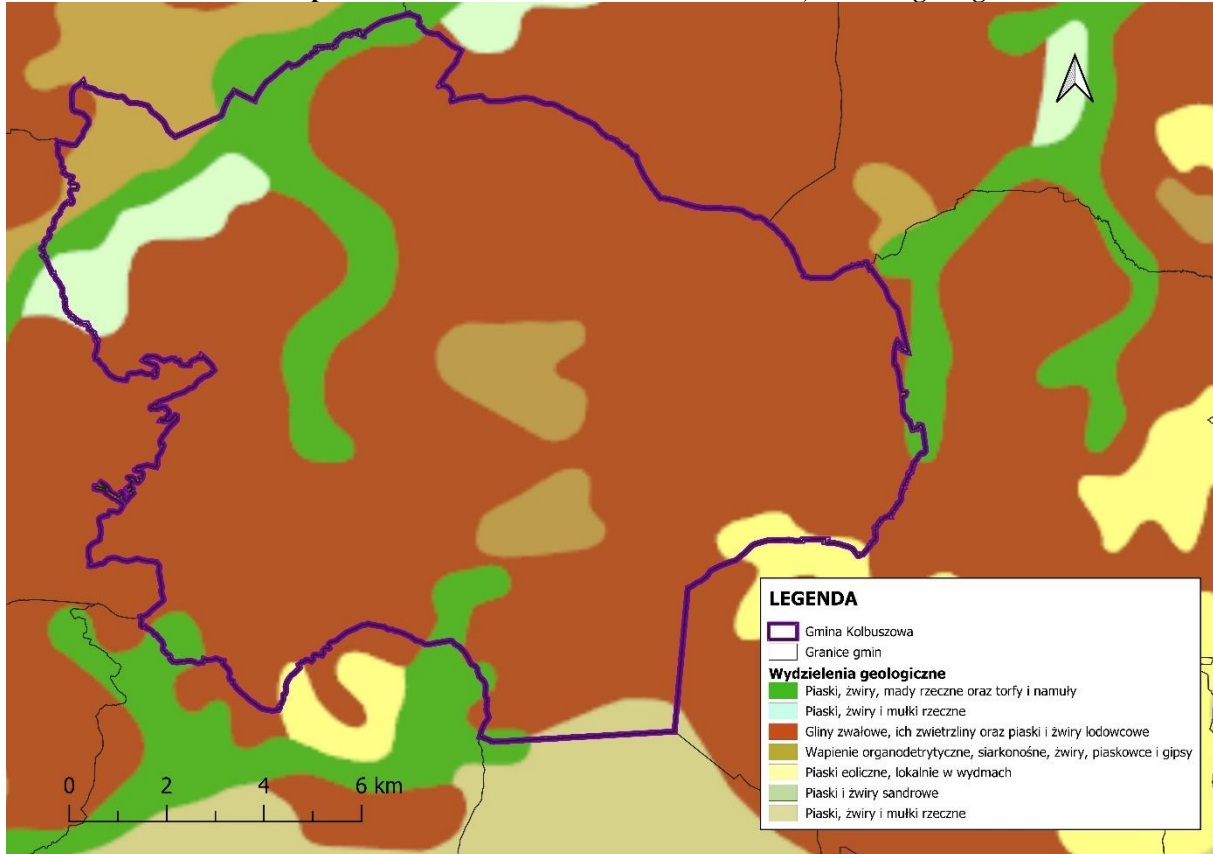 LEGENDA
Gmina Kolbuszowa
Granice gmin
Wydzielenia geologiczne
Piaski, żwiry, mady rzeczne oraz torfy i namuły
Piaski, żwiry i mułki rzeczne
Gliny zwałowe, ich zwietrzliny oraz piaski i żwiry lodowcowe
Wapienie organodetrytyczne, siarkonośne, żwiry, piaskowce i gipsy
Piaski eoliczne, lokalnie w wydmach
Piaski i żwiry sandrowe
Piaski, żwiry i mułki rzeczne
0 2 4 6 km